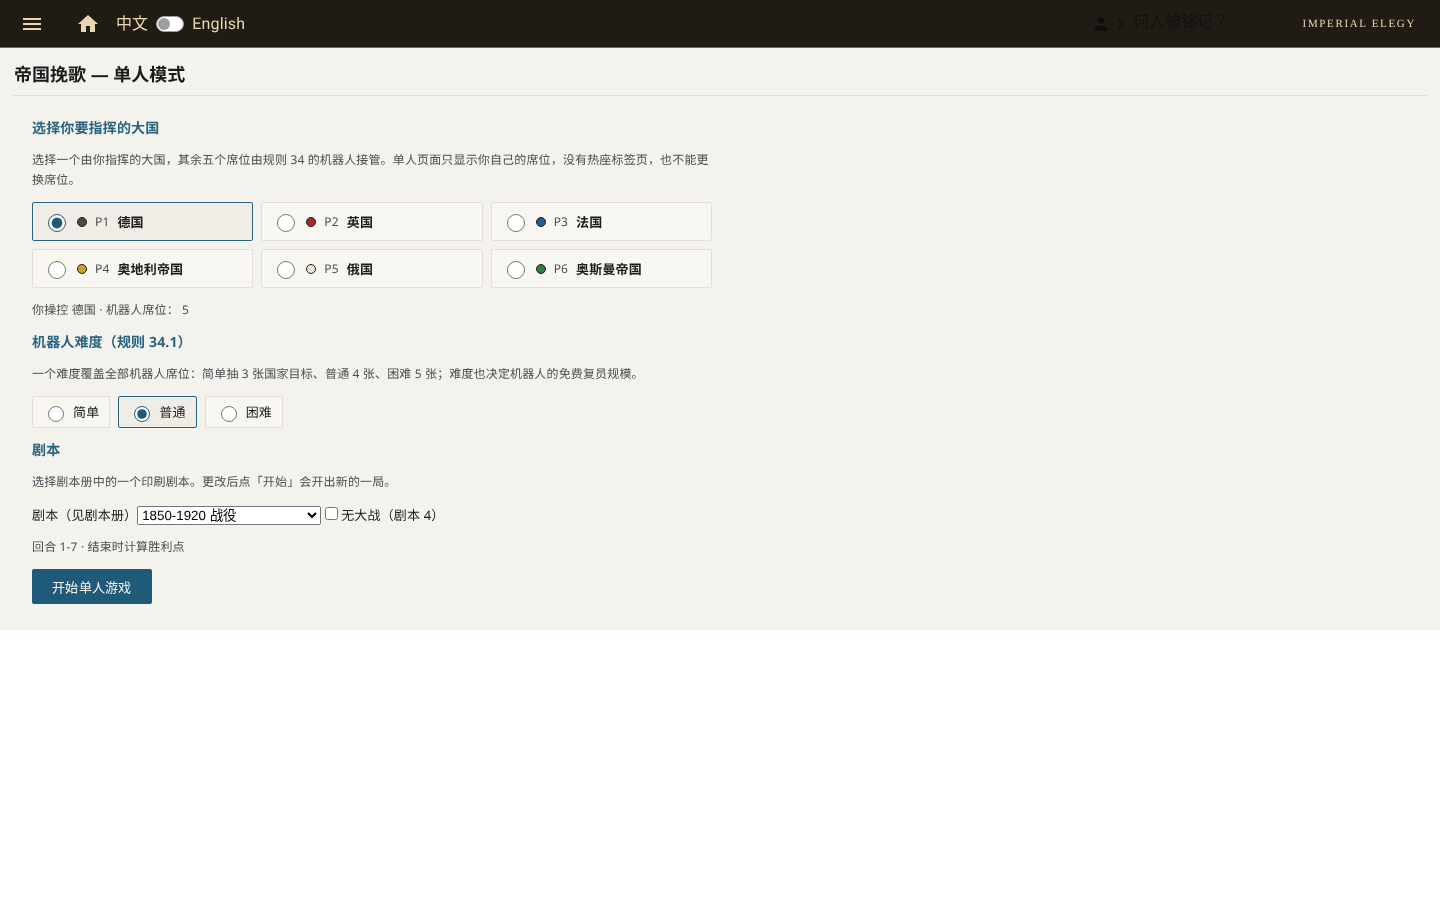 中文 English
何人被铭记？
IMPERIAL ELEGY
帝国挽歌 — 单人模式
选择你要指挥的大国
选择一个由你指挥的大国，其余五个席位由规则 34 的机器人接管。单人页面只显示你自己的席位，没有热座标签页，也不能更
换席位。
P1 德国
P2 英国
P3 法国
P4 奥地利帝国
P5 俄国
P6 奥斯曼帝国
你操控 德国 · 机器人席位： 5
机器人难度（规则 34.1）
一个难度覆盖全部机器人席位：简单抽 3 张国家目标、普通 4 张、困难 5 张；难度也决定机器人的免费复员规模。
简单
普通
困难
剧本
选择剧本册中的一个印刷剧本。更改后点「开始」会开出新的一局。
剧本（见剧本册） 1850-1920 战役 无大战（剧本 4）
回合 1-7 · 结束时计算胜利点
开始单人游戏